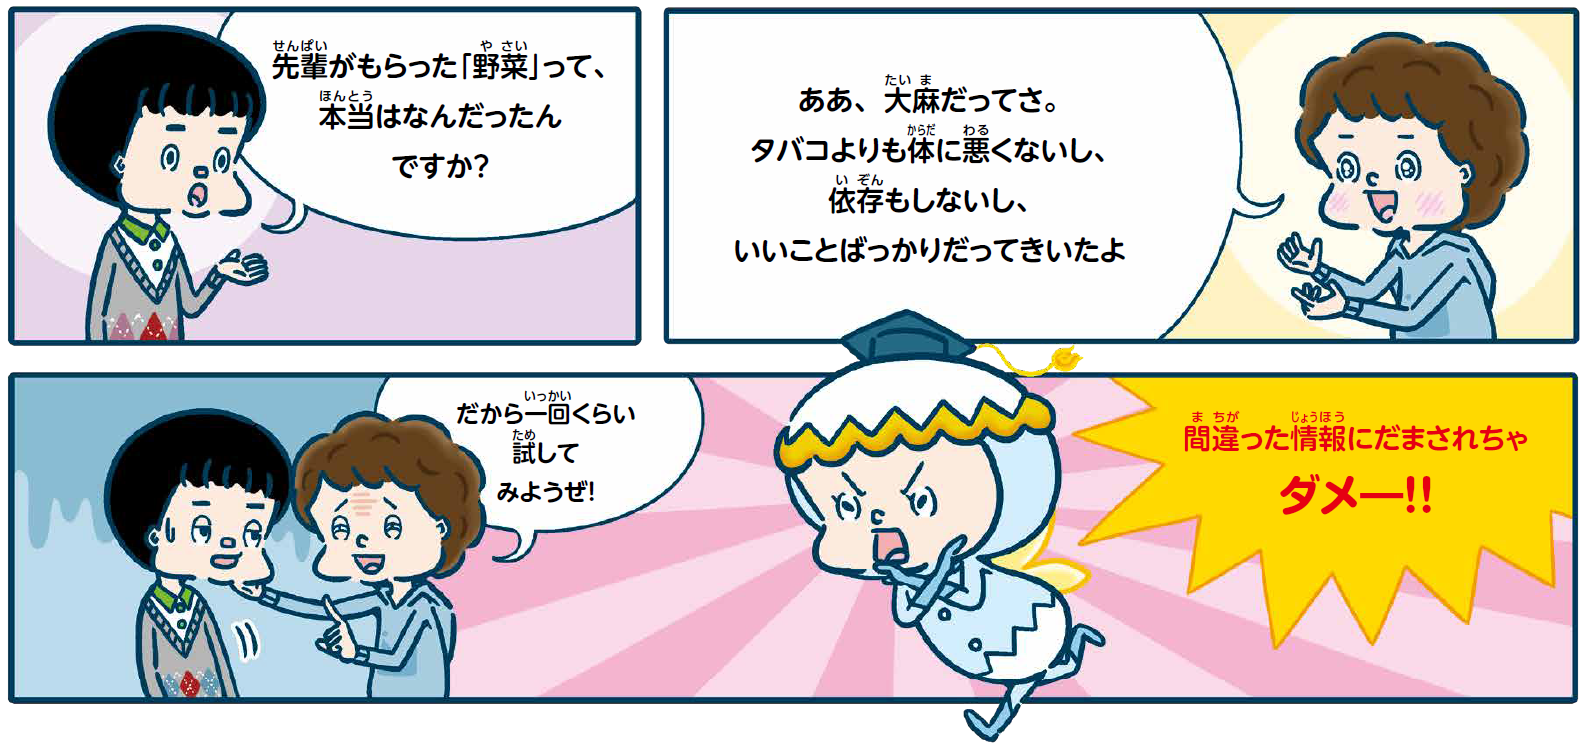 先輩がもらった「野菜」って、
本当はなんだったん
ですか?
ああ、大麻だってさ。
タバコよりも体に悪くないし、
依存もしないし、
いいことばっかりだってきいたよ
だから一回くらい
試して
みようぜ!
間違った情報にだまされちゃ
ダメー!!